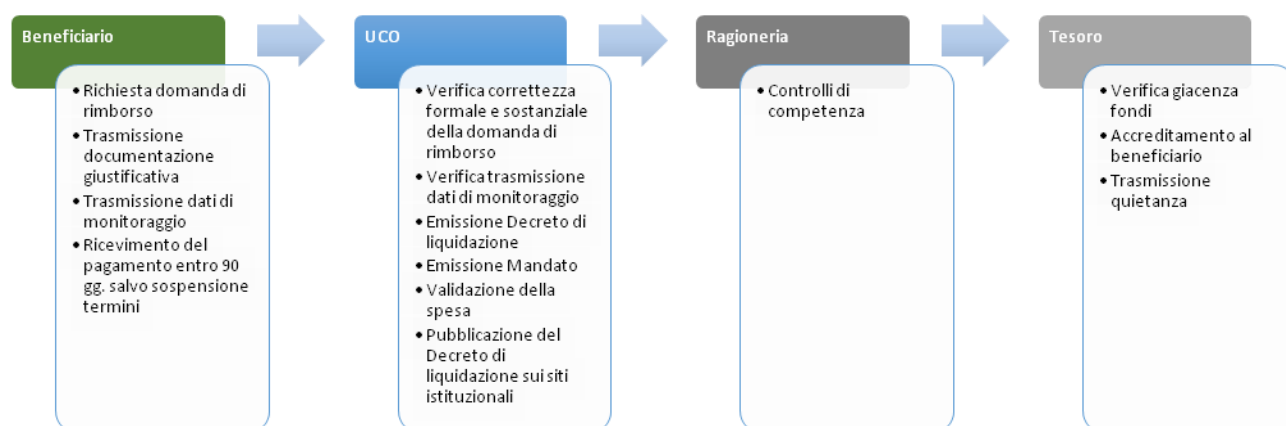 Beneficiario
• Richiesta domanda di
rimborso
• Trasmissione
documentazione
giustificativa
• Trasmissione dati di
monitoraggio
• Ricevimento del
pagamento entro 90
gg. salvo sospensione
termini
UCO
• Verifica correttezza
formale e sostanziale
della domanda di
rimborso
• Verifica trasmissione
dati di monitoraggio
• Emissione Decreto di
liquidazione
• Emissione Mandato
• Validazione della
spesa
• Pubblicazione del
Decreto di
liquidazione sui siti
istituzionali
Ragioneria
• Controlli di
competenza
Tesoro
• Verifica giacenza
fondi
• Accreditamento al
beneficiario
• Trasmissione
quietanza